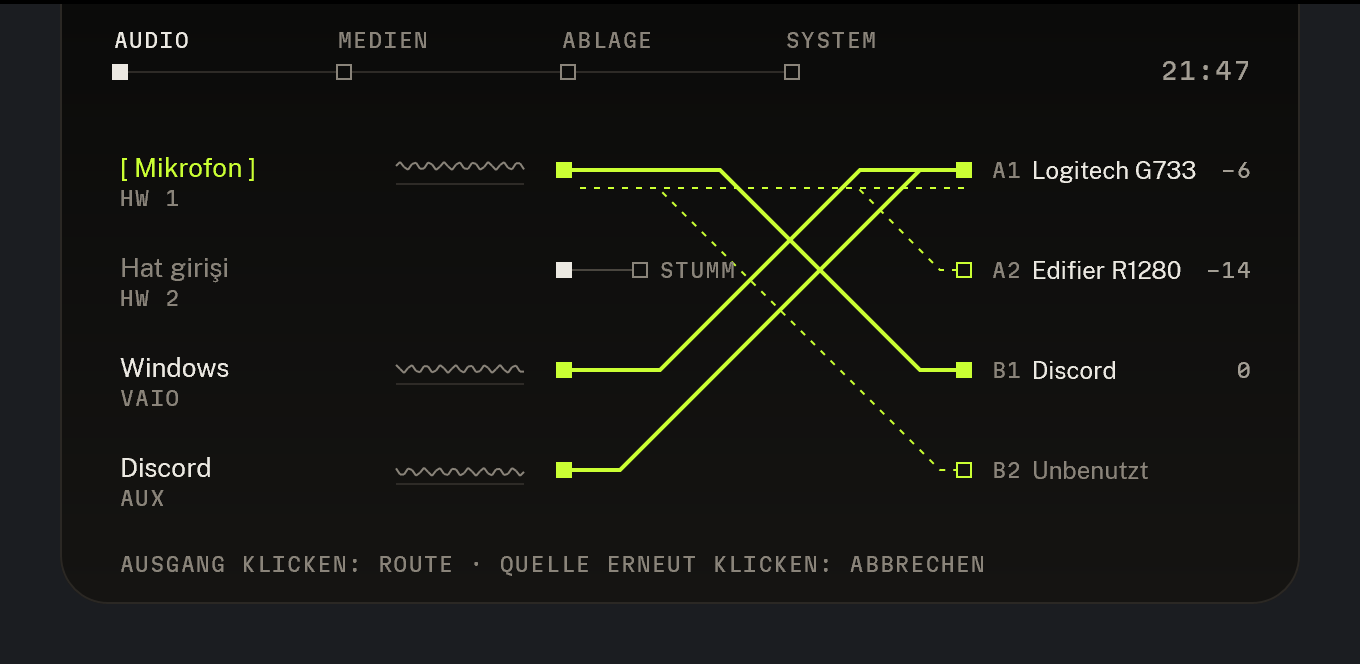 AUDIO MEDIEN ABLAGE SYSTEM
21:47
[ Mikrofon ] A1 Logitech G733 −6
HW 1
Hat girişi STUMM A2 Edifier R1280 −14
HW 2
Windows B1 Discord 0
VAIO
Discord B2 Unbenutzt
AUX
AUSGANG KLICKEN: ROUTE · QUELLE ERNEUT KLICKEN: ABBRECHEN